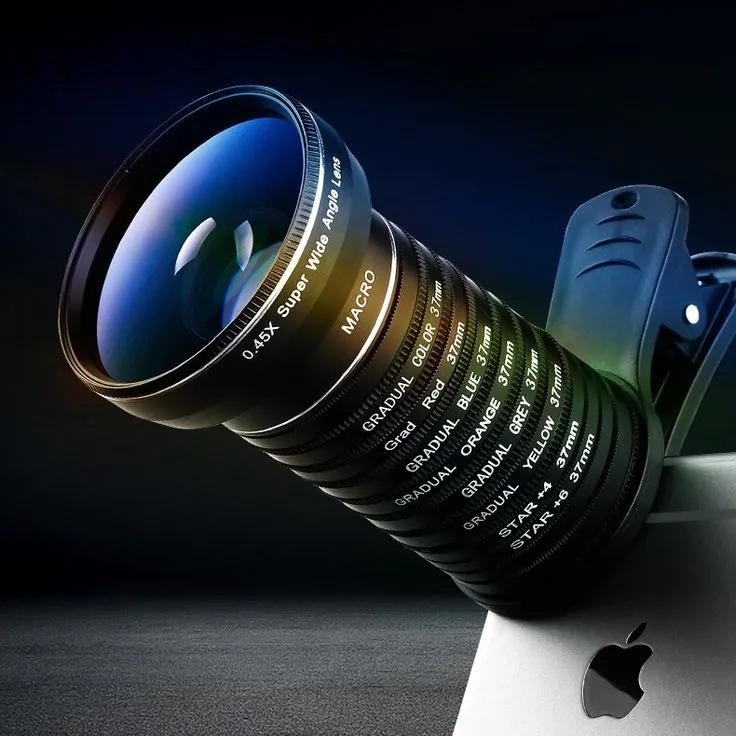 0.45X Super Wide Angle Lens
MACRO
GRADUAL COLOR 37mm
Grad Red 37mm
GRADUAL BLUE 37mm
GRADUAL ORANGE 37mm
GRADUAL GREY 37mm
GRADUAL YELLOW 37mm
STAR +4 37mm
STAR +6 37mm